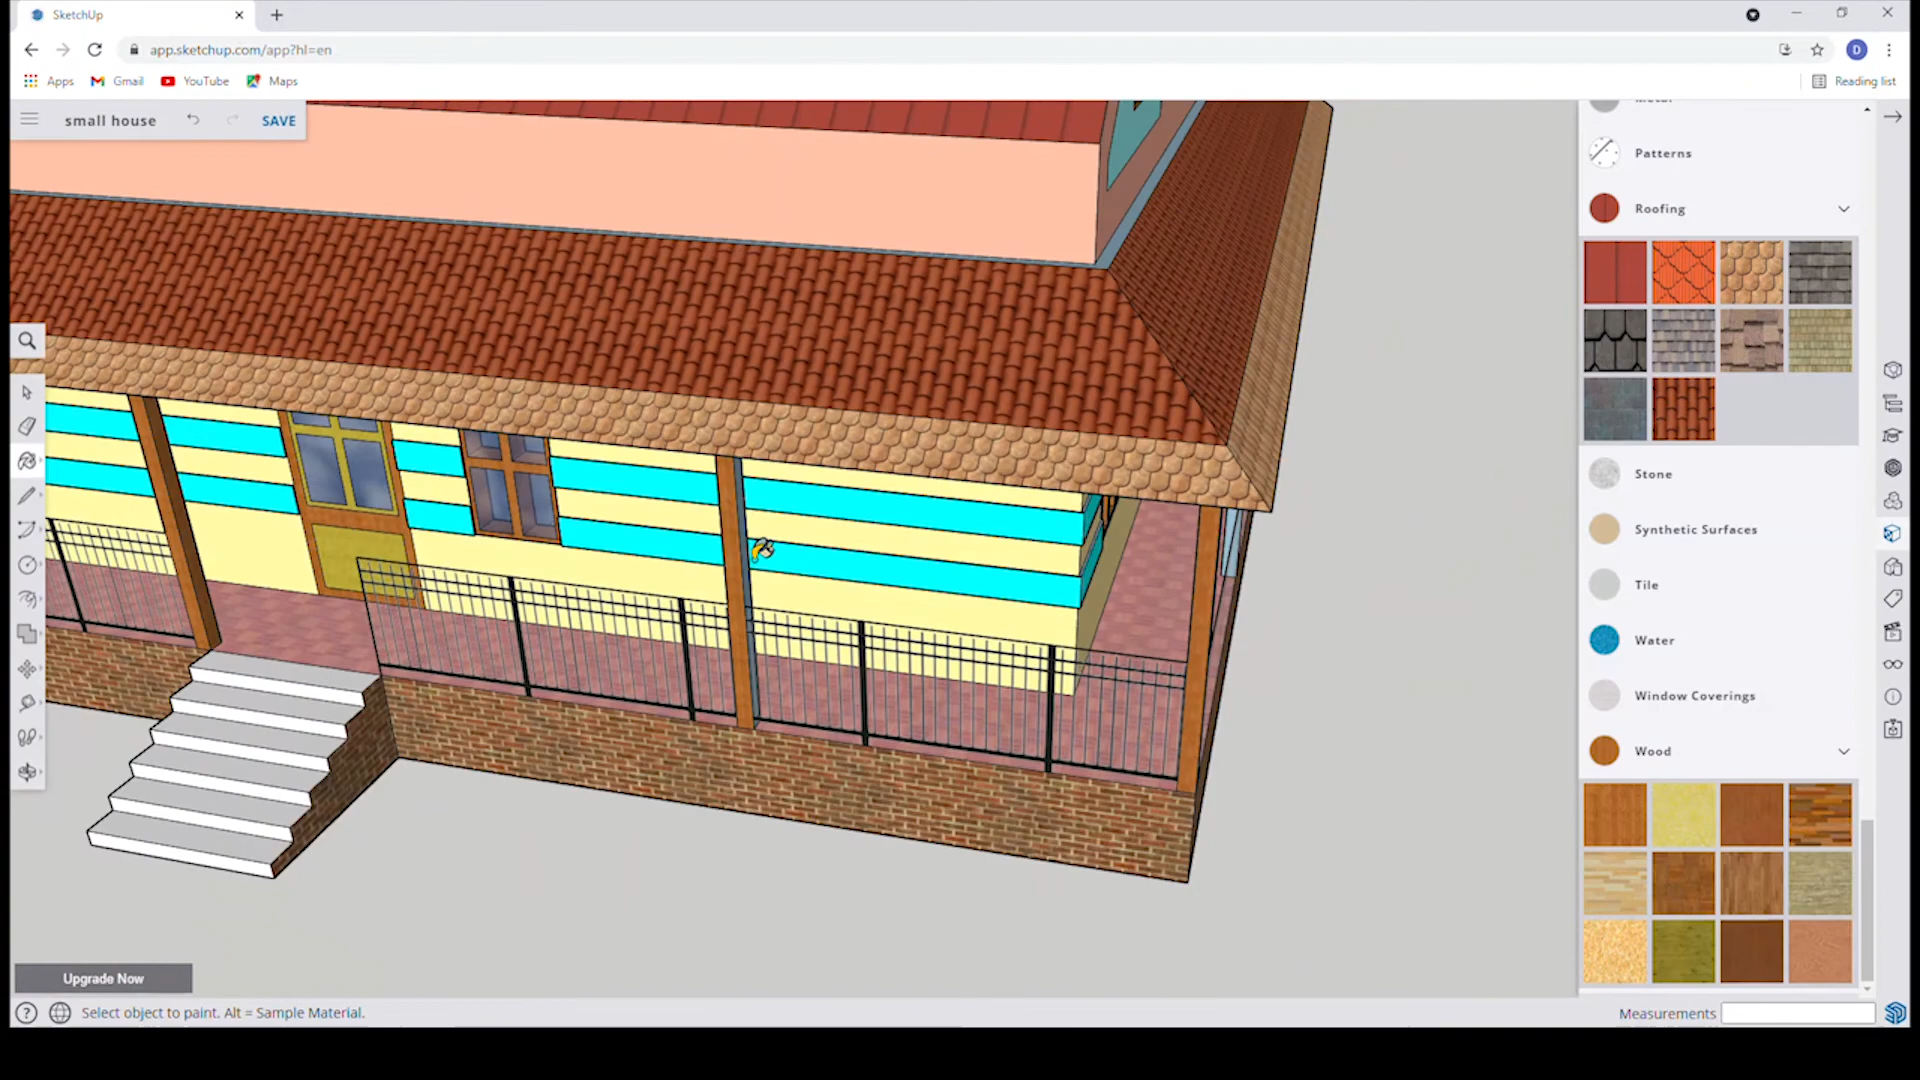 SketchUp
app.sketchup.com/app?hl=en
D
Apps
Gmail
YouTube
Maps
Reading list
small house
SAVE
Metal
Patterns
Roofing
Stone
Synthetic Surfaces
Tile
Water
Window Coverings
Wood
Upgrade Now
Select object to paint. Alt = Sample Material.
Measurements